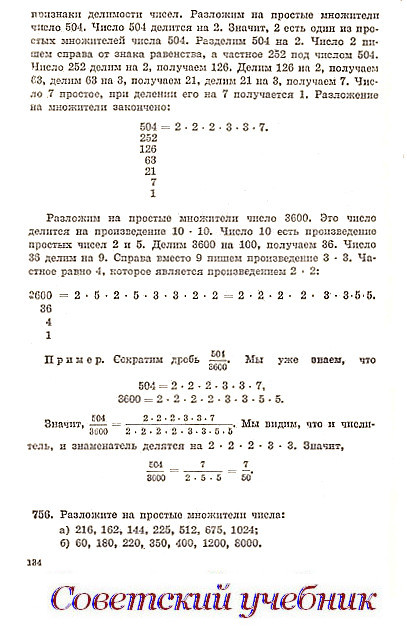 признаки делимости чисел. Разложим на простые множители
число 504. Число 504 делится на 2. Значит, 2 есть один из про-
стых множителей числа 504. Разделим 504 на 2. Число 2 пи-
шем справа от знака равенства, а частное 252 под числом 504.
Число 252 делим на 2, получаем 126. Делим 126 на 2, получаем
63, делим 63 на 3, получаем 21, делим 21 на 3, получаем 7. Чис-
ло 7 простое, при делении его на 7 получается 1. Разложение
на множители закончено:
504 = 2 · 2 · 2 · 3 · 3 · 7.
252
126
63
21
7
1
Разложим на простые множители число 3600. Это число
делится на произведение 10 · 10. Число 10 есть произведение
простых чисел 2 и 5. Делим 3600 на 100, получаем 36. Число
36 делим на 9. Справа вместо 9 пишем произведение 3 · 3. Ча-
стное равно 4, которое является произведением 2 · 2:
3600 = 2 · 5 · 2 · 5 · 3 · 3 · 2 · 2 = 2 · 2 · 2 · 2 · 3 · 3·5·5.
36
4
1
Пример. Сократим дробь 504/3600. Мы уже знаем, что
504 = 2 · 2 · 2 · 3 · 3 · 7,
3600 = 2 · 2 · 2 · 2 · 3 · 3 · 5 · 5.
Значит, 504/3600 = 2 · 2 · 2 · 3 · 3 · 7/2 · 2 · 2 · 2 · 3 · 3 · 5 · 5. Мы видим, что и числи-
тель, и знаменатель делятся на 2 · 2 · 2 · 3 · 3. Значит,
504/3600 = 7/2 · 5 · 5 = 7/50.
756. Разложите на простые множители числа:
а) 216, 162, 144, 225, 512, 675, 1024;
б) 60, 180, 220, 350, 400, 1200, 8000.
134
Советский учебник